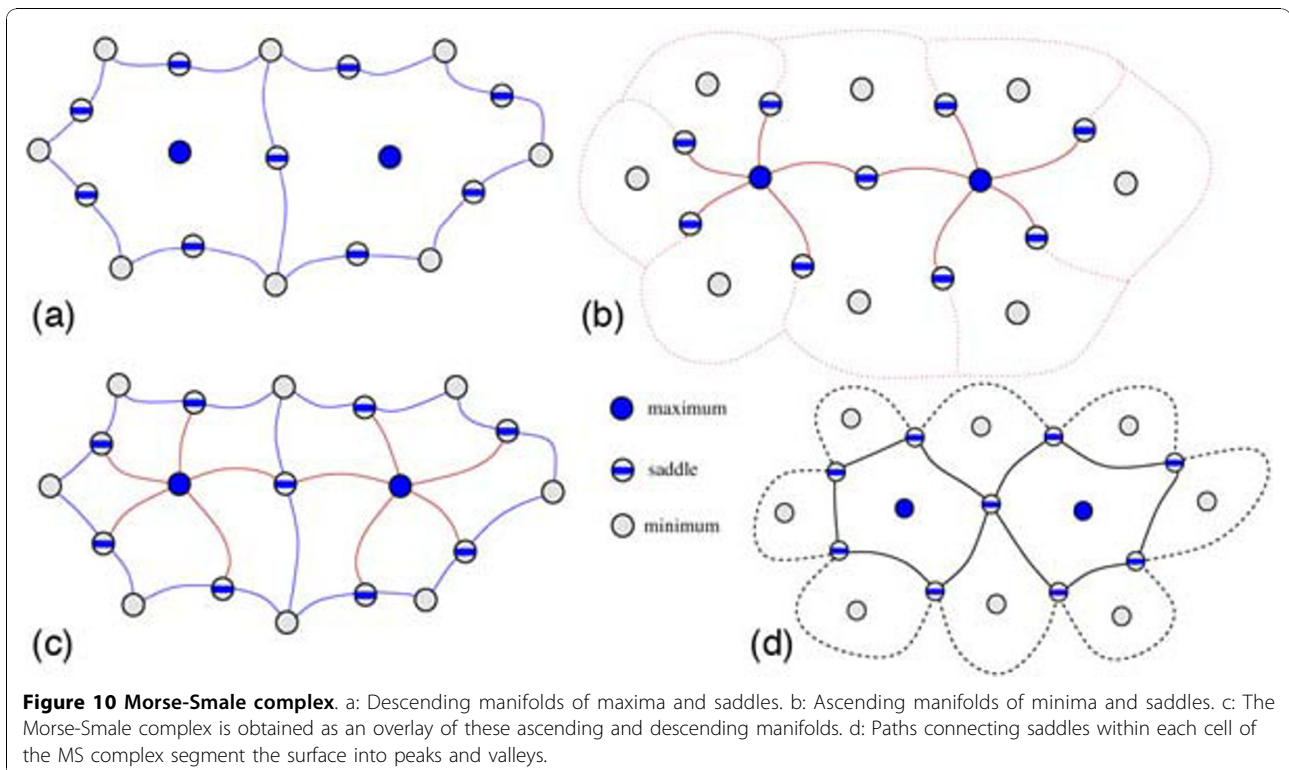 (a)
(b)
maximum
saddle
minimum
(c)
(d)
Figure 10 Morse-Smale complex. a: Descending manifolds of maxima and saddles. b: Ascending manifolds of minima and saddles. c: The
Morse-Smale complex is obtained as an overlay of these ascending and descending manifolds. d: Paths connecting saddles within each cell of
the MS complex segment the surface into peaks and valleys.